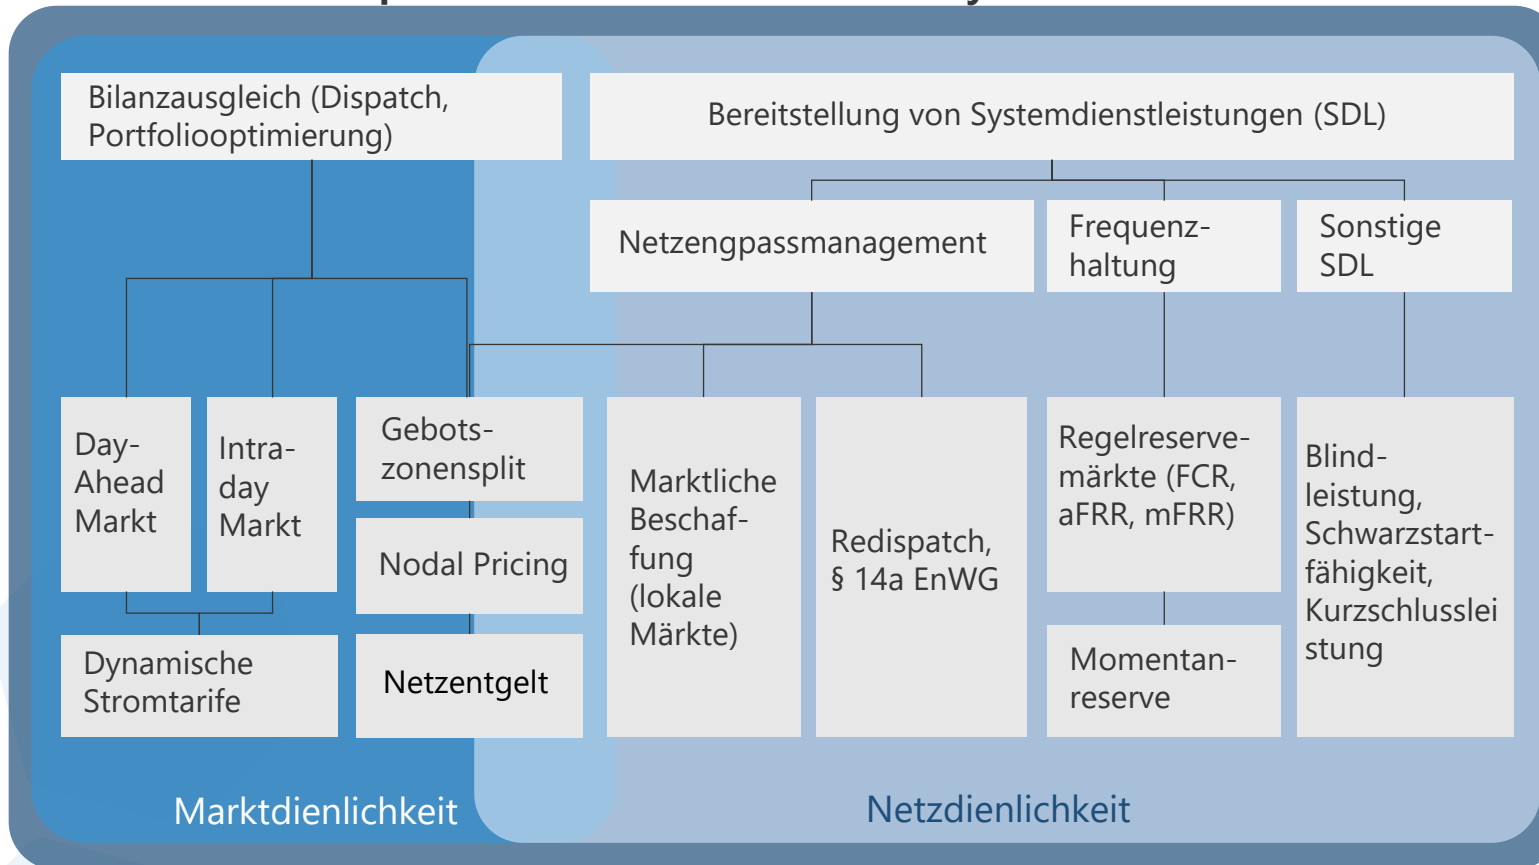 Bilanzausgleich (Dispatch,
Portfoliooptimierung)
Bereitstellung von Systemdienstleistungen (SDL)
Netzengpassmanagement
Frequenz-
haltung
Sonstige
SDL
Day-
Ahead
Markt
Intra-
day
Markt
Gebots-
zonensplit
Nodal Pricing
Netzentgelt
Dynamische
Stromtarife
Marktliche
Beschaf-
fung
(lokale
Märkte)
Redispatch,
§ 14a EnWG
Regelreserve-
märkte (FCR,
aFRR, mFRR)
Momentan-
reserve
Blind-
leistung,
Schwarzstart-
fähigkeit,
Kurzschlusslei
stung
Marktdienlichkeit
Netzdienlichkeit